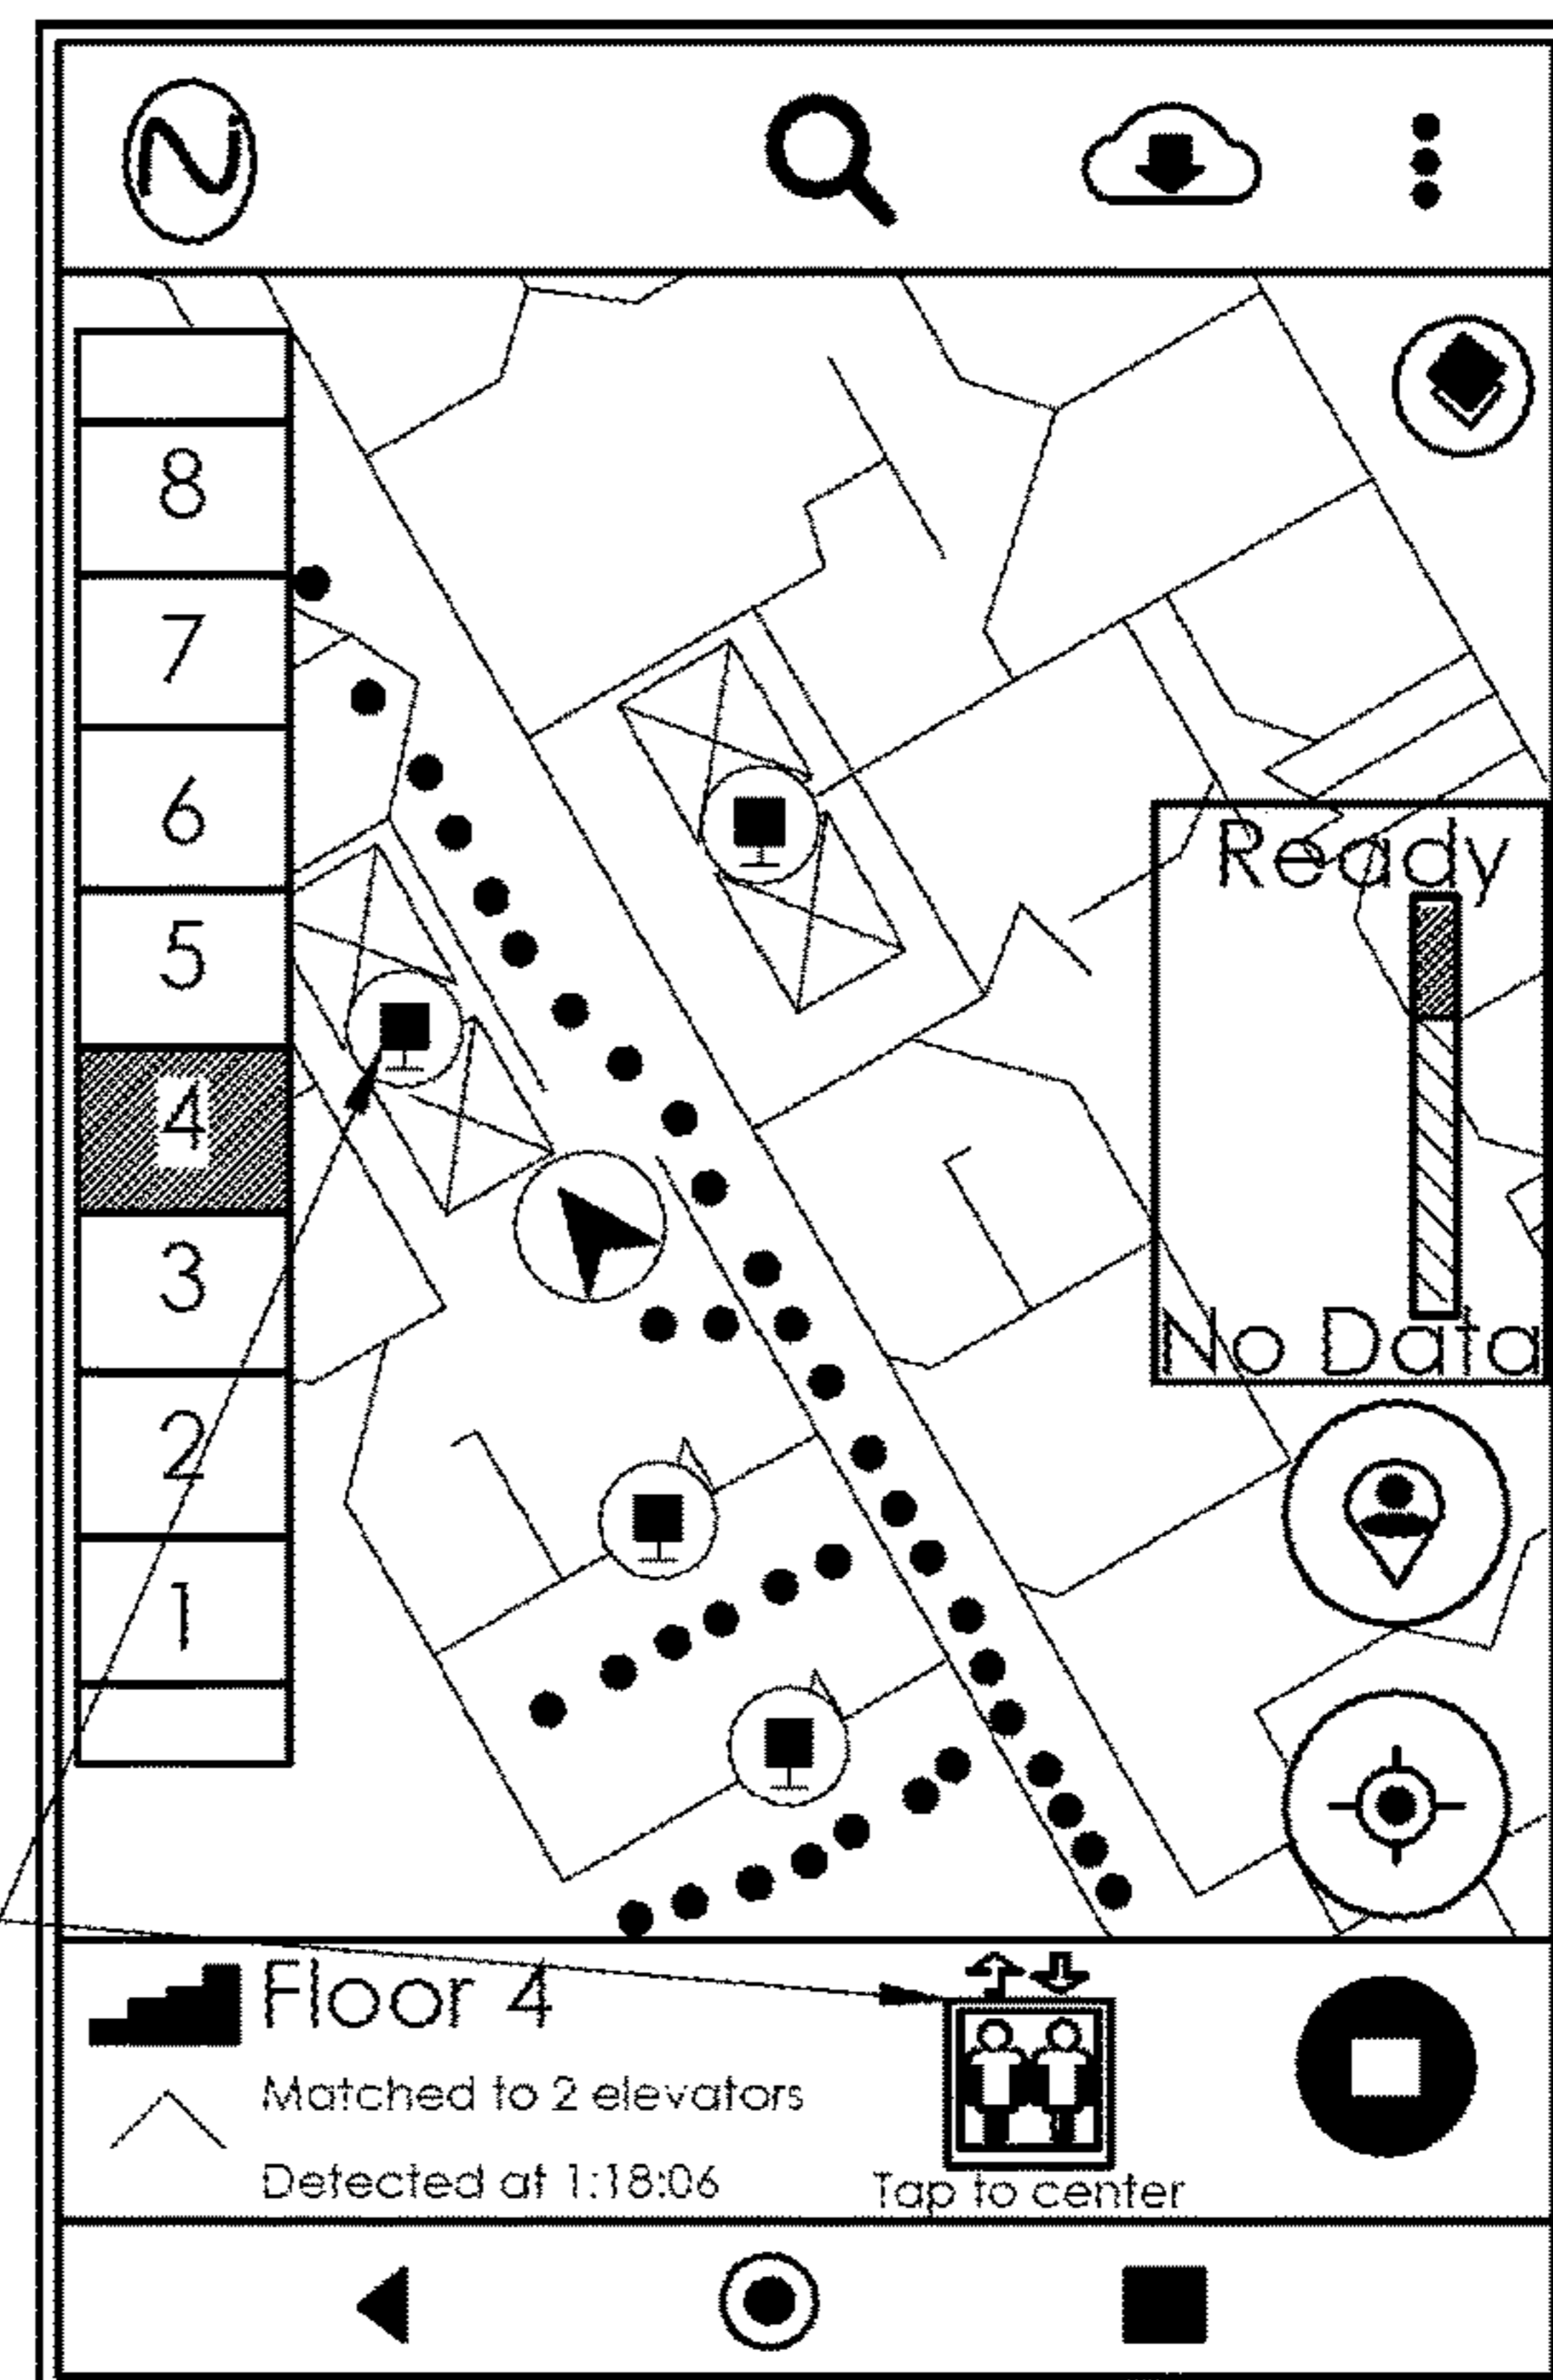 8
7
6
5
4
3
2
1
Ready
No Data
Floor 4
Matched to 2 elevators
Detected at 1:18:06
Tap to center